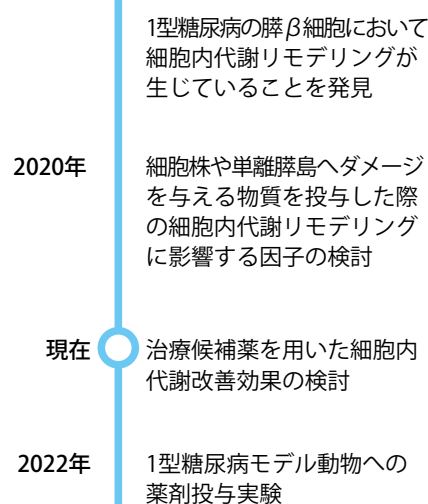 1型糖尿病の膵β細胞において
細胞内代謝リモデリングが
生じていることを発見
2020年
細胞株や単離膵島へダメージ
を与える物質を投与した際
の細胞内代謝リモデリング
に影響する因子の検討
現在
治療候補薬を用いた細胞内
代謝改善効果の検討
2022年
1型糖尿病モデル動物への
薬剤投与実験